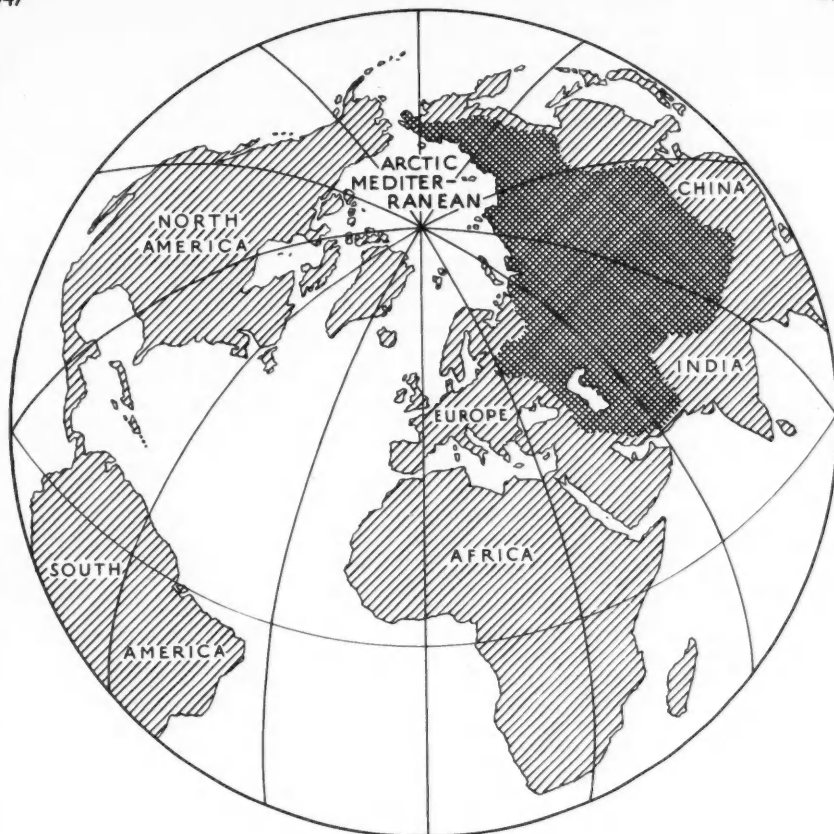 ARCTIC
MEDITER-
RANEAN
CHINA
NORTH
AMERICA
INDIA
EUROPE
AFRICA
SOUTH
AMERICA